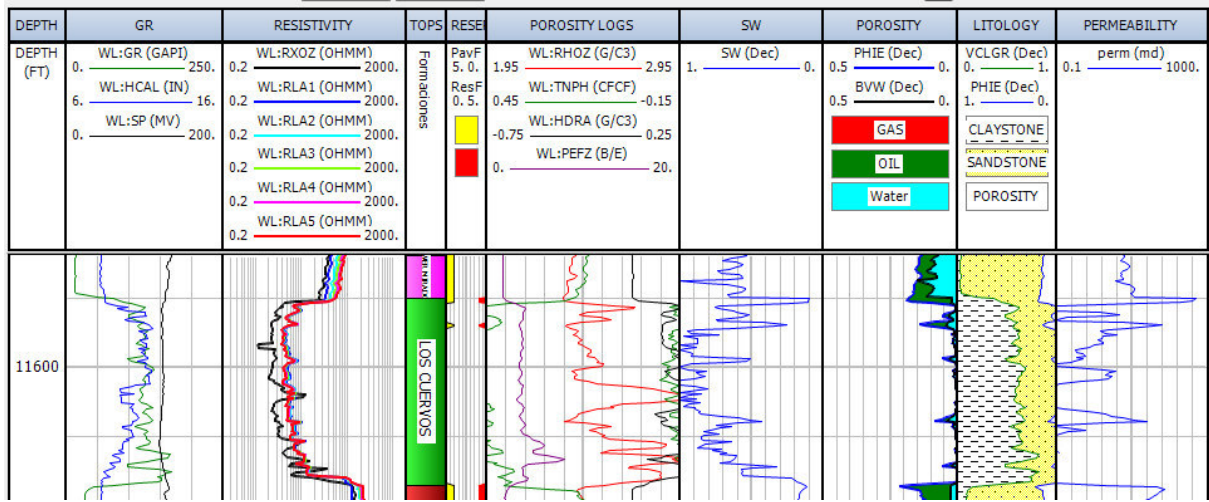 DEPTH
GR
RESISTIVITY
TOPS
RESE
POROSITY LOGS
SW
POROSITY
LITOLOGY
PERMEABILITY
DEPTH
(FT)
WL:GR (GAPI)
0. 250.
WL:HCAL (IN)
6. 16.
WL:SP (MV)
0. 200.
WL:RXOZ (OHMM)
0.2 2000.
WL:RLA1 (OHMM)
0.2 2000.
WL:RLA2 (OHMM)
0.2 2000.
WL:RLA3 (OHMM)
0.2 2000.
WL:RLA4 (OHMM)
0.2 2000.
WL:RLA5 (OHMM)
0.2 2000.
Formaciones
PavF
5. 0.
ResF
0. 5.
WL:RHOZ (G/C3)
1.95 2.95
WL:TNPH (CFCF)
0.45 -0.15
WL:HDRA (G/C3)
-0.75 0.25
WL:PEFZ (B/E)
0. 20.
SW (Dec)
1. 0.
PHIE (Dec)
0.5 0.
BVW (Dec)
0.5 0.
GAS
OIL
Water
VCLGR (Dec)
0. 1.
PHIE (Dec)
1. 0.
CLAYSTONE
SANDSTONE
POROSITY
perm (md)
0.1 1000.
11600
LOS CUERVOS